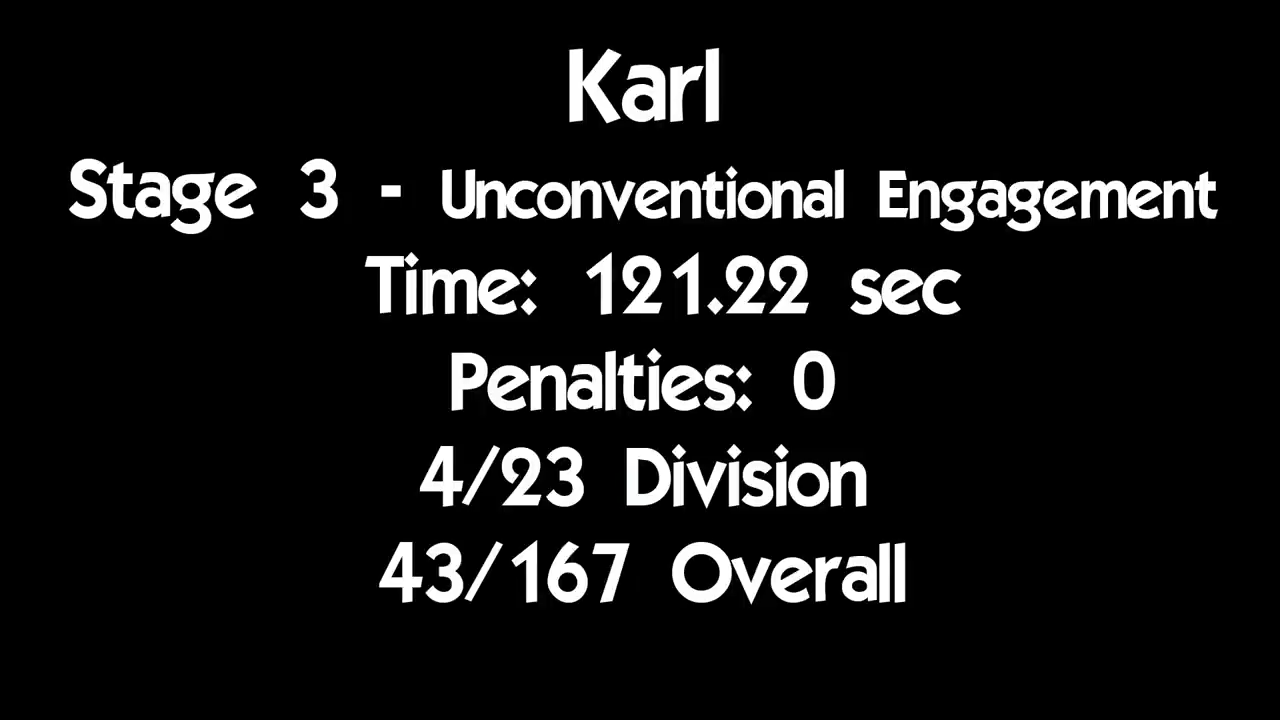 Karl
Stage 3 - Unconventional Engagement
Time: 121.22 sec
Penalties: 0
4/23 Division
43/167 Overall